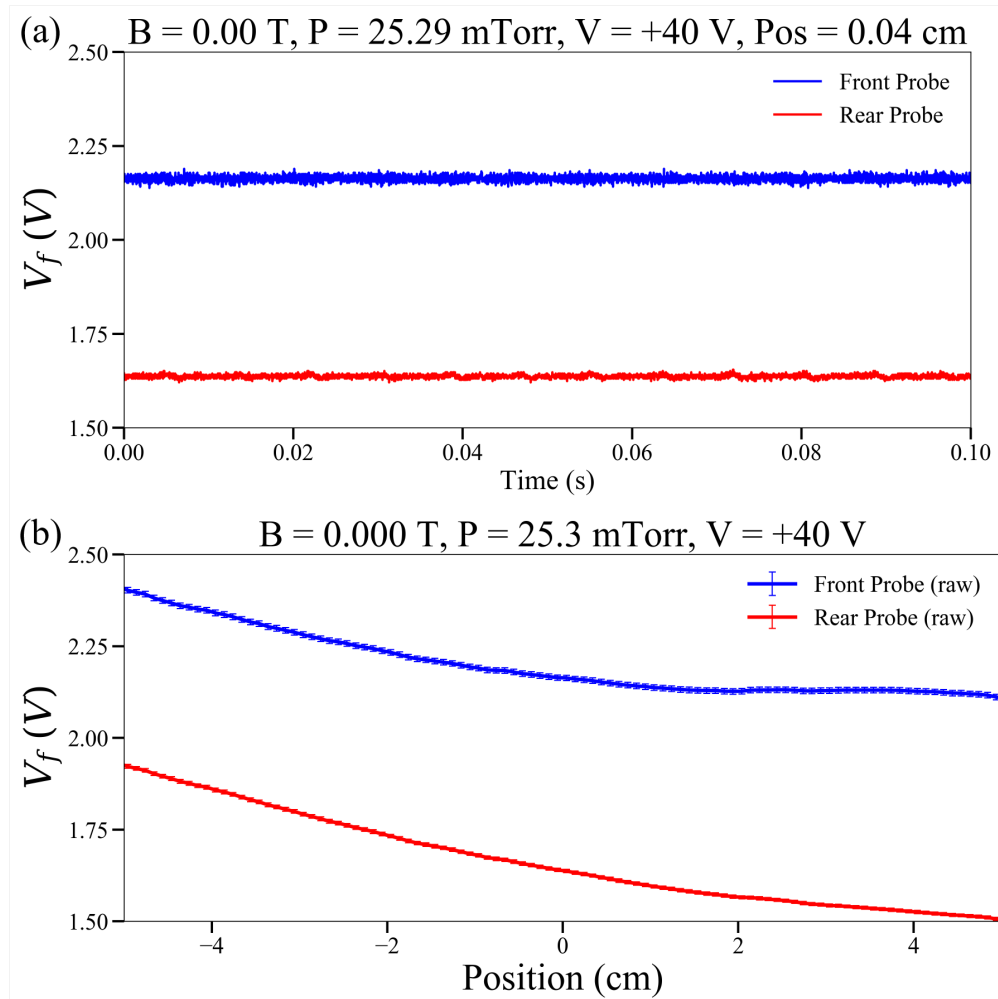 (a) B = 0.00 T, P = 25.29 mTorr, V = +40 V, Pos = 0.04 cm
2.50
Front Probe
Rear Probe
2.25
V_f (V)
2.00
1.75
1.50
0.00 0.02 0.04 0.06 0.08 0.10
Time (s)
(b) B = 0.000 T, P = 25.3 mTorr, V = +40 V
2.50
Front Probe (raw)
Rear Probe (raw)
2.25
V_f (V)
2.00
1.75
1.50
−4 −2 0 2 4
Position (cm)